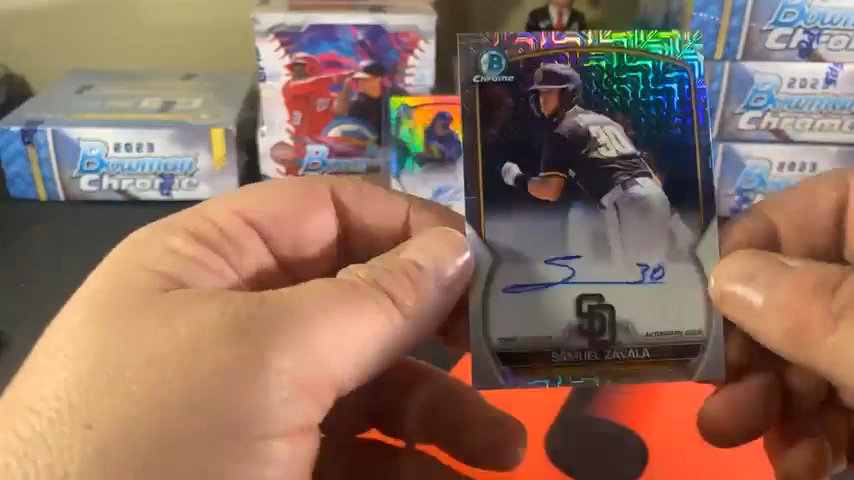 Bowman
Chrome
B
Chrome
2023
Bowman
Chrome
Bowman
2023
Bowman
Chrome
2023
Bowman
Chrome
30
S 30
SD
AUTOGRAPH ISSUE
SAMUEL ZAVALA